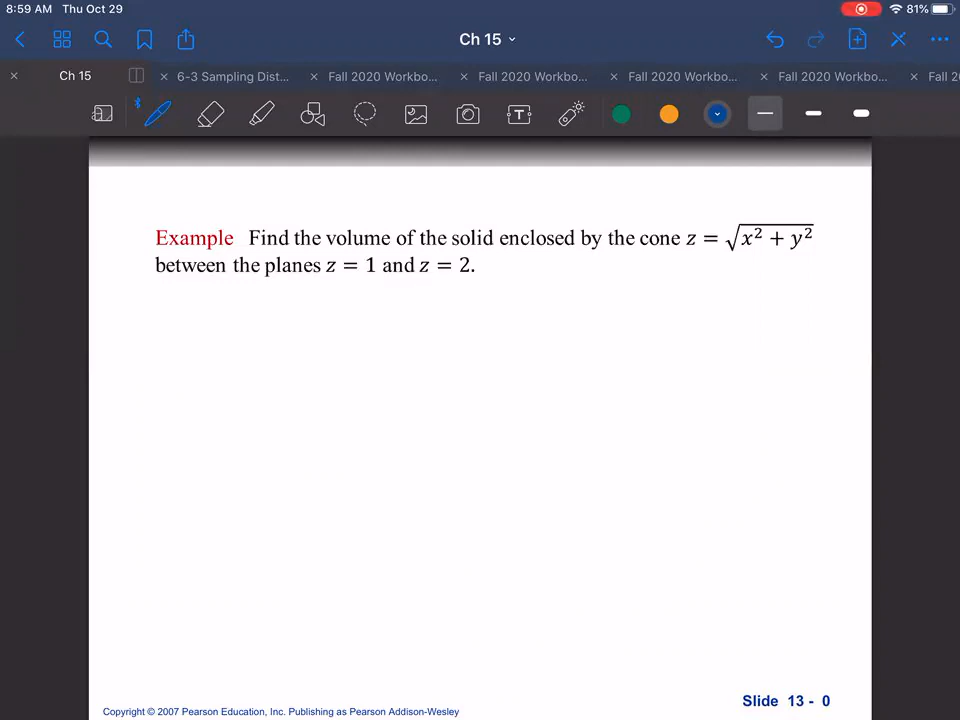 8:59 AM Thu Oct 29
81%
Ch 15
Ch 15
6-3 Sampling Dist...
Fall 2020 Workbo...
Fall 2020 Workbo...
Fall 2020 Workbo...
Fall 2020 Workbo...
Fall 20
T
Example Find the volume of the solid enclosed by the cone z = √(x² + y²)
between the planes z = 1 and z = 2.
Slide 13 - 0
Copyright © 2007 Pearson Education, Inc. Publishing as Pearson Addison-Wesley